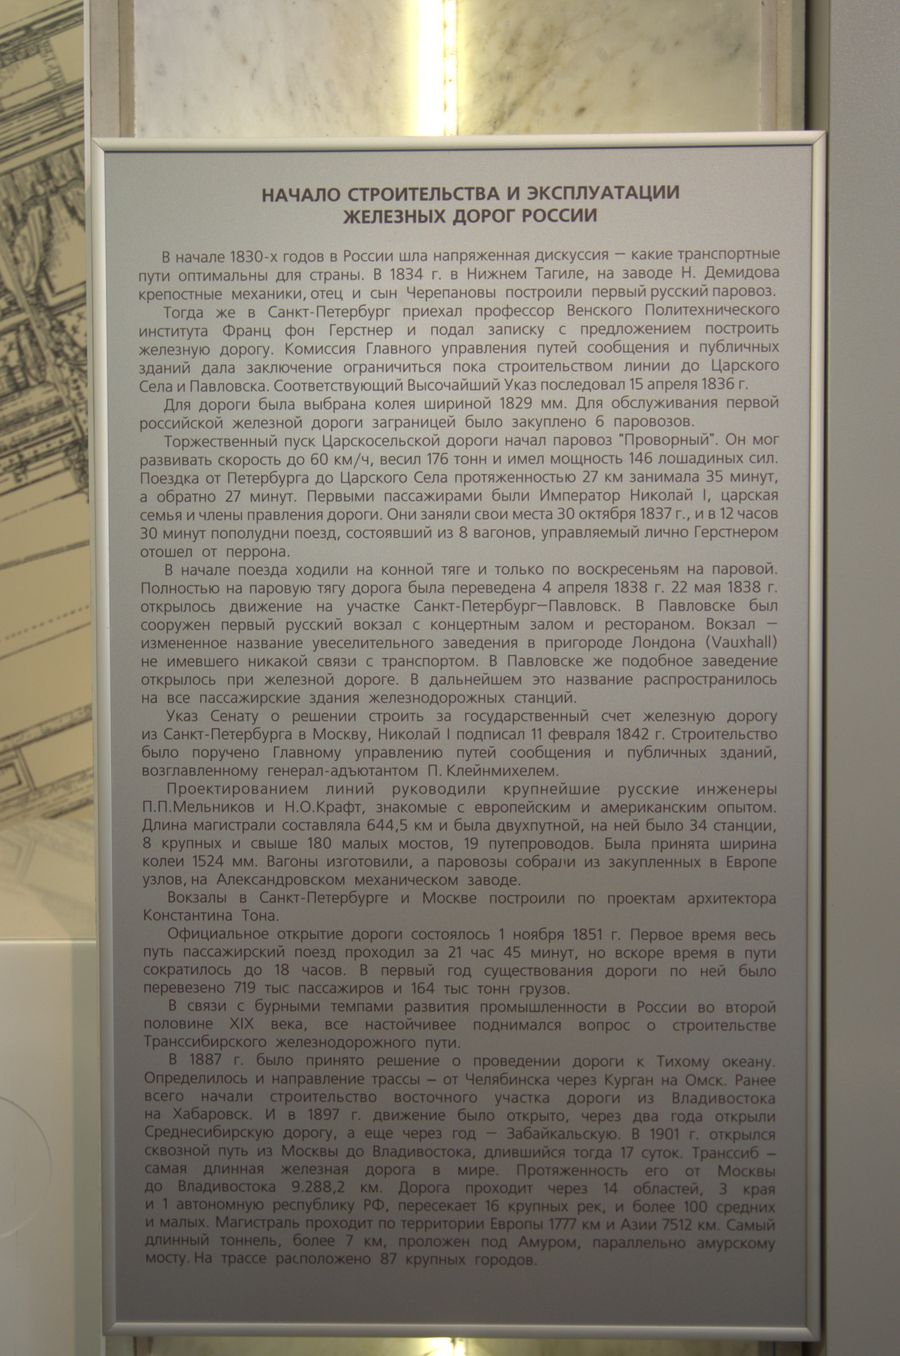 НАЧАЛО СТРОИТЕЛЬСТВА И ЭКСПЛУАТАЦИИ
ЖЕЛЕЗНЫХ ДОРОГ РОССИИ
В начале 1830-х годов в России шла напряженная дискуссия – какие транспортные
пути оптимальны для страны. В 1834 г. в Нижнем Тагиле, на заводе Н. Демидова
крепостные механики, отец и сын Черепановы построили первый русский паровоз.
Тогда же в Санкт-Петербург приехал профессор Венского Политехнического
института Франц фон Герстнер и подал записку с предложением построить
железную дорогу. Комиссия Главного управления путей сообщения и публичных
зданий дала заключение ограничиться пока строительством линии до Царского
Села и Павловска. Соответствующий Высочайший Указ последовал 15 апреля 1836 г.
Для дороги была выбрана колея шириной 1829 мм. Для обслуживания первой
российской железной дороги заграницей было закуплено 6 паровозов.
Торжественный пуск Царскосельской дороги начал паровоз "Проворный". Он мог
развивать скорость до 60 км/ч, весил 176 тонн и имел мощность 146 лошадиных сил.
Поездка от Петербурга до Царского Села протяженностью 27 км занимала 35 минут,
а обратно 27 минут. Первыми пассажирами были Император Николай I, царская
семья и члены правления дороги. Они заняли свои места 30 октября 1837 г., и в 12 часов
30 минут пополудни поезд, состоявший из 8 вагонов, управляемый лично Герстнером
отошел от перрона.
В начале поезда ходили на конной тяге и только по воскресеньям на паровой.
Полностью на паровую тягу дорога была переведена 4 апреля 1838 г. 22 мая 1838 г.
открылось движение на участке Санкт-Петербург–Павловск. В Павловске был
сооружен первый русский вокзал с концертным залом и рестораном. Вокзал –
измененное название увеселительного заведения в пригороде Лондона (Vauxhall)
не имевшего никакой связи с транспортом. В Павловске же подобное заведение
открылось при железной дороге. В дальнейшем это название распространилось
на все пассажирские здания железнодорожных станций.
Указ Сенату о решении строить за государственный счет железную дорогу
из Санкт-Петербурга в Москву, Николай I подписал 11 февраля 1842 г. Строительство
было поручено Главному управлению путей сообщения и публичных зданий,
возглавленному генерал-адъютантом П. Клейнмихелем.
Проектированием линий руководили крупнейшие русские инженеры
П.П.Мельников и Н.О.Крафт, знакомые с европейским и американским опытом.
Длина магистрали составляла 644,5 км и была двухпутной, на ней было 34 станции,
8 крупных и свыше 180 малых мостов, 19 путепроводов. Была принята ширина
колеи 1524 мм. Вагоны изготовили, а паровозы собрали из закупленных в Европе
узлов, на Александровском механическом заводе.
Вокзалы в Санкт-Петербурге и Москве построили по проектам архитектора
Константина Тона.
Официальное открытие дороги состоялось 1 ноября 1851 г. Первое время весь
путь пассажирский поезд проходил за 21 час 45 минут, но вскоре время в пути
сократилось до 18 часов. В первый год существования дороги по ней было
перевезено 719 тыс пассажиров и 164 тыс тонн грузов.
В связи с бурными темпами развития промышленности в России во второй
половине XIX века, все настойчивее поднимался вопрос о строительстве
Транссибирского железнодорожного пути.
В 1887 г. было принято решение о проведении дороги к Тихому океану.
Определилось и направление трассы – от Челябинска через Курган на Омск. Ранее
всего начали строительство восточного участка дороги из Владивостока
на Хабаровск. И в 1897 г. движение было открыто, через два года открыли
Среднесибирскую дорогу, а еще через год – Забайкальскую. В 1901 г. открылся
сквозной путь из Москвы до Владивостока, длившийся тогда 17 суток. Транссиб –
самая длинная железная дорога в мире. Протяженность его от Москвы
до Владивостока 9.288,2 км. Дорога проходит через 14 областей, 3 края
и 1 автономную республику РФ, пересекает 16 крупных рек, и более 100 средних
и малых. Магистраль проходит по территории Европы 1777 км и Азии 7512 км. Самый
длинный тоннель, более 7 км, проложен под Амуром, параллельно амурскому
мосту. На трассе расположено 87 крупных городов.